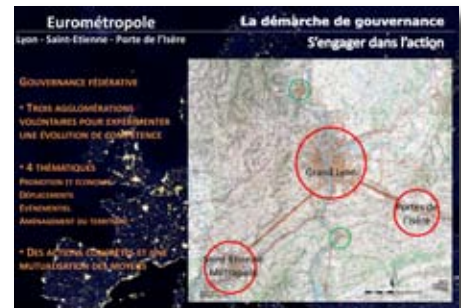 Eurométropole
Lyon - Saint-Etienne - Porte de l'Isère
La démarche de gouvernance
S'engager dans l'action
GOUVERNANCE FÉDÉRATIVE
• TROIS AGGLOMÉRATIONS
VOLONTAIRES POUR EXPÉRIMENTER
UNE ÉVOLUTION DE COMPÉTENCE
• 4 THÉMATIQUES
PROMOTION ET ÉCONOMIE
DÉPLACEMENTS
EVÉNEMENTIEL
AMÉNAGEMENT DU TERRITOIRE
• DES ACTIONS CONCRÈTES ET UNE
MUTUALISATION DES MOYENS
Grand Lyon
Portes de
l'Isère
Saint-Etienne
Métropole